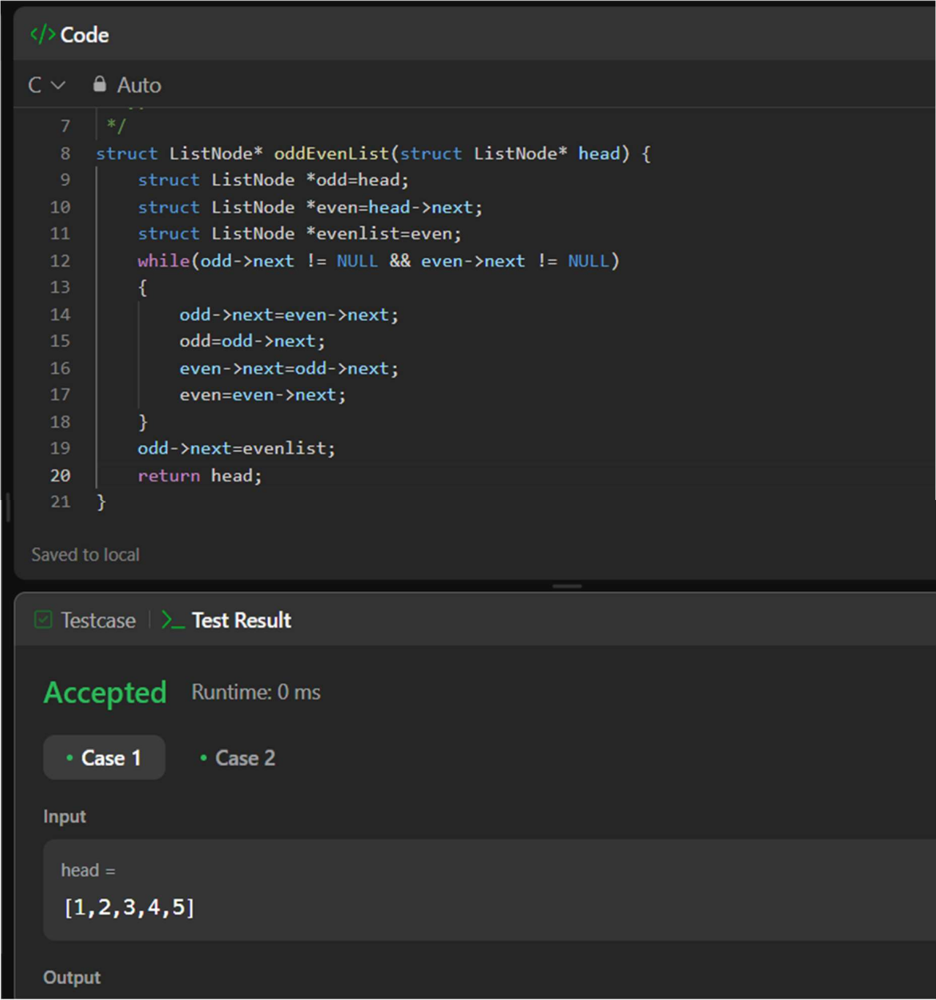 </> Code
C Auto
7 */
8 struct ListNode* oddEvenList(struct ListNode* head) {
9 struct ListNode *odd=head;
10 struct ListNode *even=head->next;
11 struct ListNode *evenlist=even;
12 while(odd->next != NULL && even->next != NULL)
13 {
14 odd->next=even->next;
15 odd=odd->next;
16 even->next=odd->next;
17 even=even->next;
18 }
19 odd->next=evenlist;
20 return head;
21 }
Saved to local
Testcase | >_ Test Result
Accepted Runtime: 0 ms
• Case 1 • Case 2
Input
head =
[1,2,3,4,5]
Output